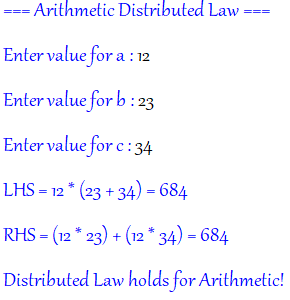 === Arithmetic Distributed Law ===
Enter value for a : 12
Enter value for b : 23
Enter value for c : 34
LHS = 12 * (23 + 34) = 684
RHS = (12 * 23) + (12 * 34) = 684
Distributed Law holds for Arithmetic!